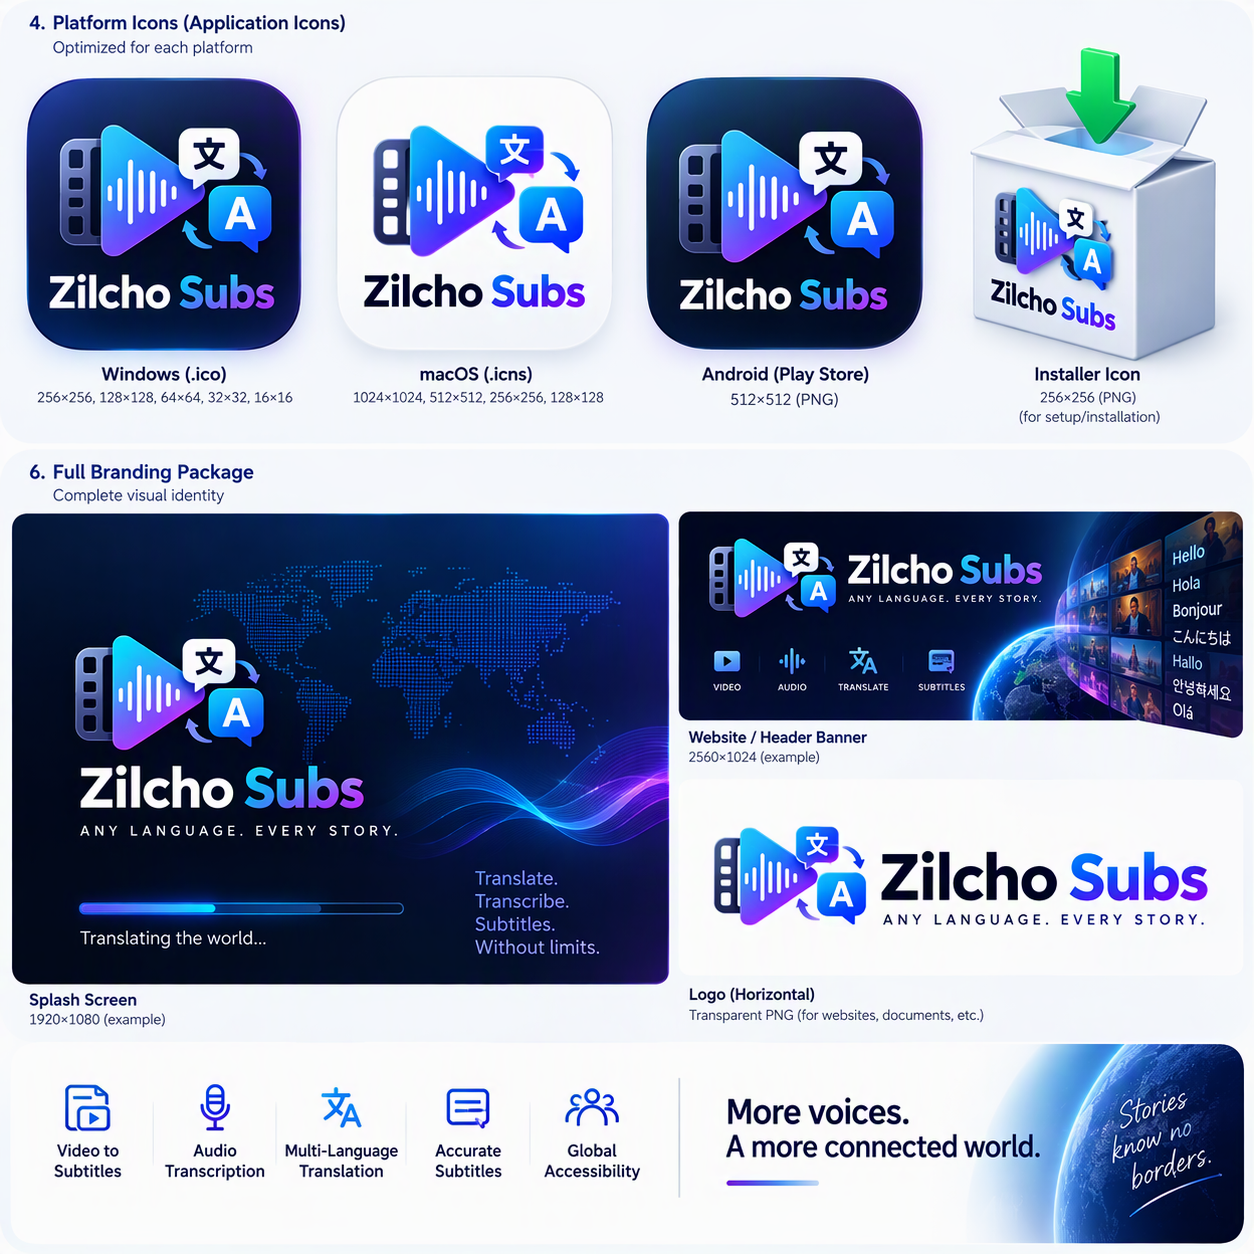 4. Platform Icons (Application Icons)
Optimized for each platform
文
A
Zilcho Subs
Windows (.ico)
256×256, 128×128, 64×64, 32×32, 16×16
文
A
Zilcho Subs
macOS (.icns)
1024×1024, 512×512, 256×256, 128×128
文
A
Zilcho Subs
Android (Play Store)
512×512 (PNG)
文
A
Zilcho Subs
Installer Icon
256×256 (PNG)
(for setup/installation)
6. Full Branding Package
Complete visual identity
文
A
Zilcho Subs
ANY LANGUAGE. EVERY STORY.
Translating the world...
Translate.
Transcribe.
Subtitles.
Without limits.
Splash Screen
1920×1080 (example)
文
A
Zilcho Subs
ANY LANGUAGE. EVERY STORY.
VIDEO
AUDIO
文A
TRANSLATE
SUBTITLES
Hello
Hola
Bonjour
こんにちは
Hallo
안녕하세요
Olá
Website / Header Banner
2560×1024 (example)
文
A
Zilcho Subs
ANY LANGUAGE. EVERY STORY.
Logo (Horizontal)
Transparent PNG (for websites, documents, etc.)
Video to
Subtitles
Audio
Transcription
文A
Multi-Language
Translation
Accurate
Subtitles
Global
Accessibility
More voices.
A more connected world.
Stories
know no
borders.